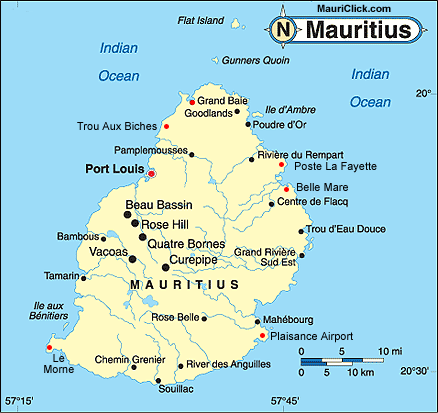 MauriClick.com
N Mauritius
Flat Island
Gunners Quoin
Indian
Ocean
Indian
Ocean
20°
Grand Baie
Goodlands
Ile d'Ambre
Trou Aux Biches
Poudre d'Or
Pamplemousses
Rivière du Rempart
Poste La Fayette
Port Louis
Belle Mare
Centre de Flacq
Beau Bassin
Rose Hill
Trou d'Eau Douce
Bambous
Quatre Bornes
Vacoas
Grand Rivière
Sud Est
Curepipe
Tamarin
MAURITIUS
Ile aux
Bénitiers
Rose Belle
Mahébourg
Plaisance Airport
Le
Morne
Chemin Grenier
River des Anguilles
Souillac
0 5 10 mi
0 5 10 km
20°30'
57°15'
57°45'